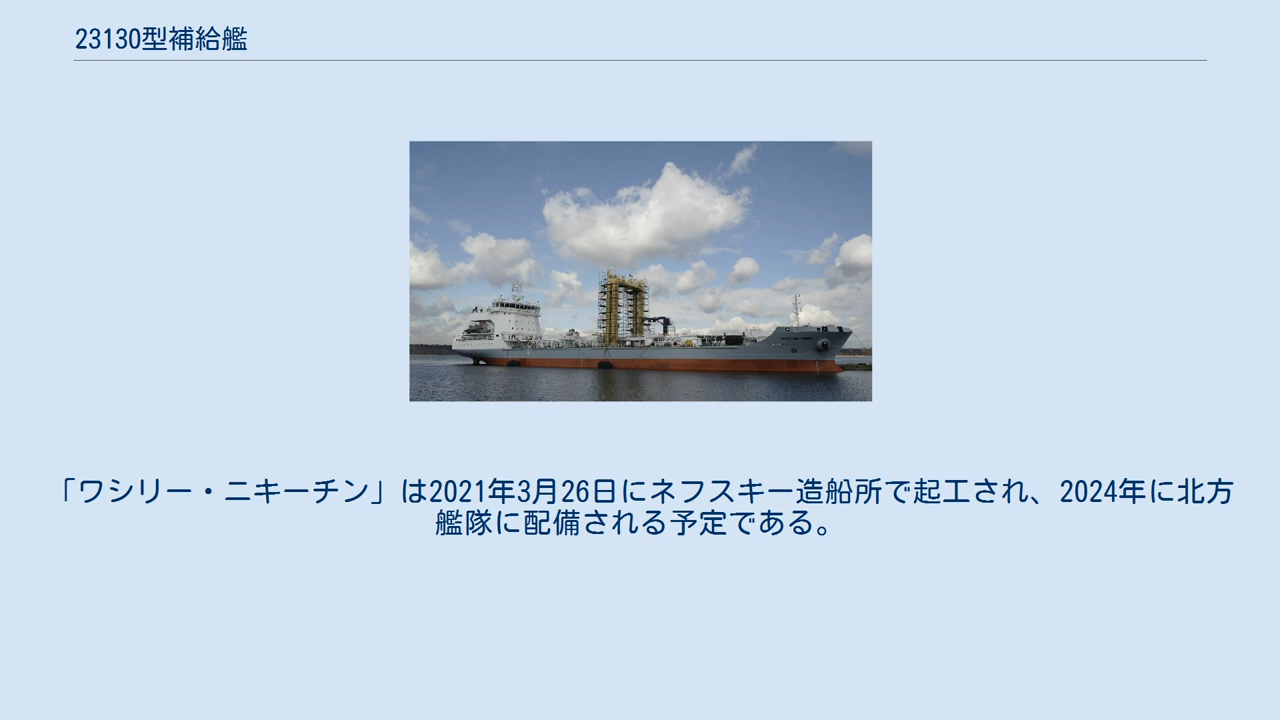 23130型補給艦
「ワシリー・ニキーチン」は2021年3月26日にネフスキー造船所で起工され、2024年に北方
艦隊に配備される予定である。